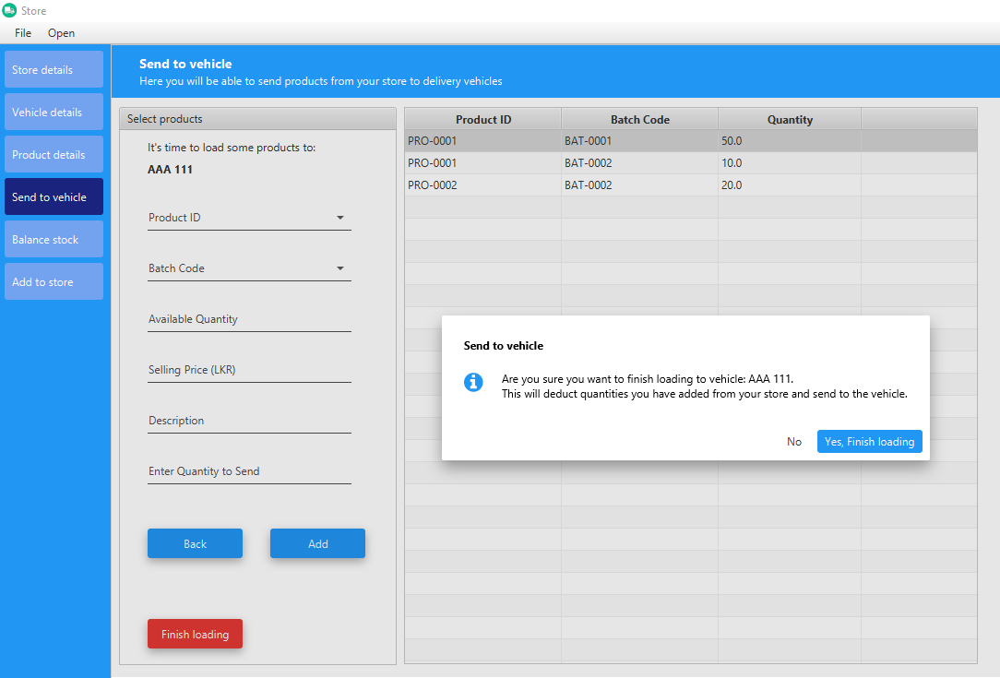 Store
File Open
Store details
Vehicle details
Product details
Send to vehicle
Balance stock
Add to store
Send to vehicle
Here you will be able to send products from your store to delivery vehicles
Select products
It's time to load some products to:
AAA 111
Product ID
Batch Code
Available Quantity
Selling Price (LKR)
Description
Enter Quantity to Send
Back Add
Finish loading
Product ID Batch Code Quantity
PRO-0001 BAT-0001 50.0
PRO-0001 BAT-0002 10.0
PRO-0002 BAT-0002 20.0
Send to vehicle
Are you sure you want to finish loading to vehicle: AAA 111.
This will deduct quantities you have added from your store and send to the vehicle.
No Yes, Finish loading